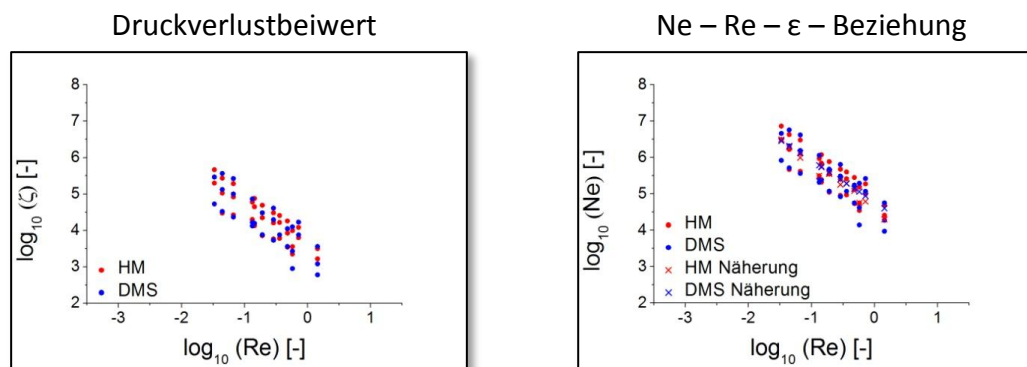 Druckverlustbeiwert
8
7
6
5
4
3
2
log₁₀ (ζ) [-]
HM
DMS
-3 -2 -1 0 1
log₁₀ (Re) [-]
Ne – Re – ε – Beziehung
8
7
6
5
4
3
2
log₁₀ (Ne) [-]
HM
DMS
HM Näherung
DMS Näherung
-3 -2 -1 0 1
log₁₀ (Re) [-]